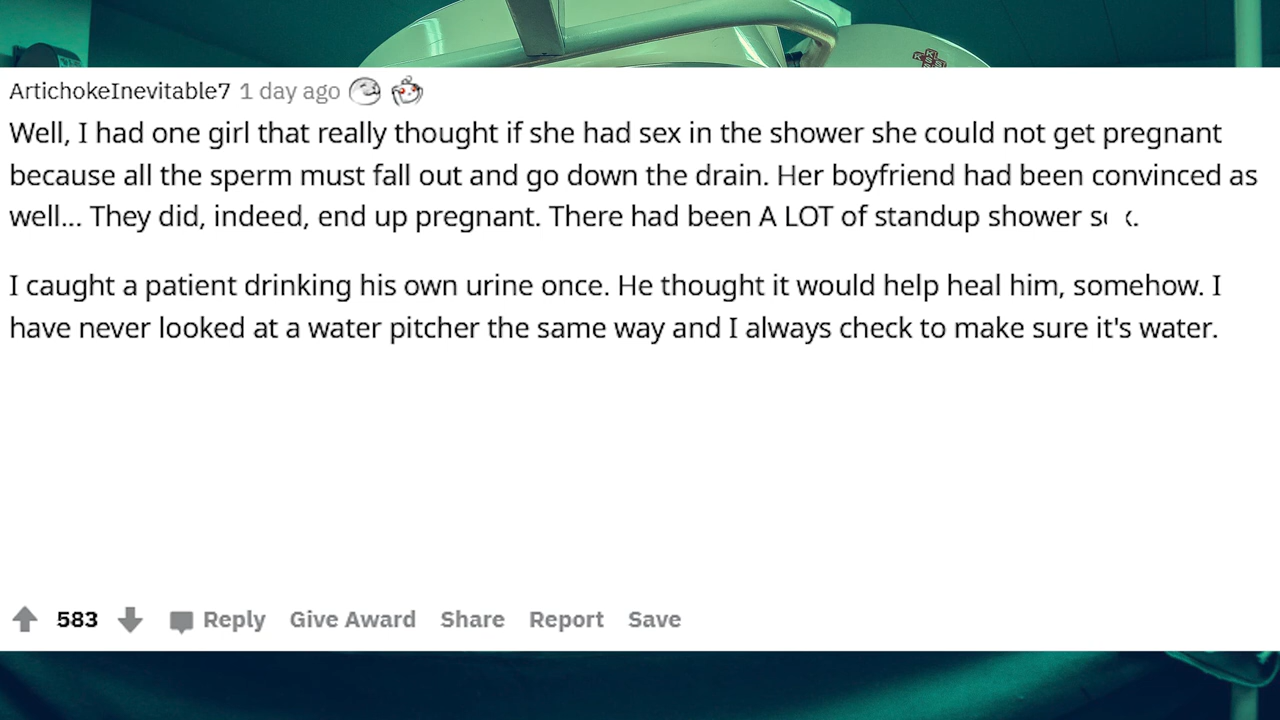 ArtichokeInevitable7 1 day ago
Well, I had one girl that really thought if she had sex in the shower she could not get pregnant
because all the sperm must fall out and go down the drain. Her boyfriend had been convinced as
well... They did, indeed, end up pregnant. There had been A LOT of standup shower
I caught a patient drinking his own urine once. He thought it would help heal him, somehow. I
have never looked at a water pitcher the same way and I always check to make sure it's water.
583 Reply Give Award Share Report Save